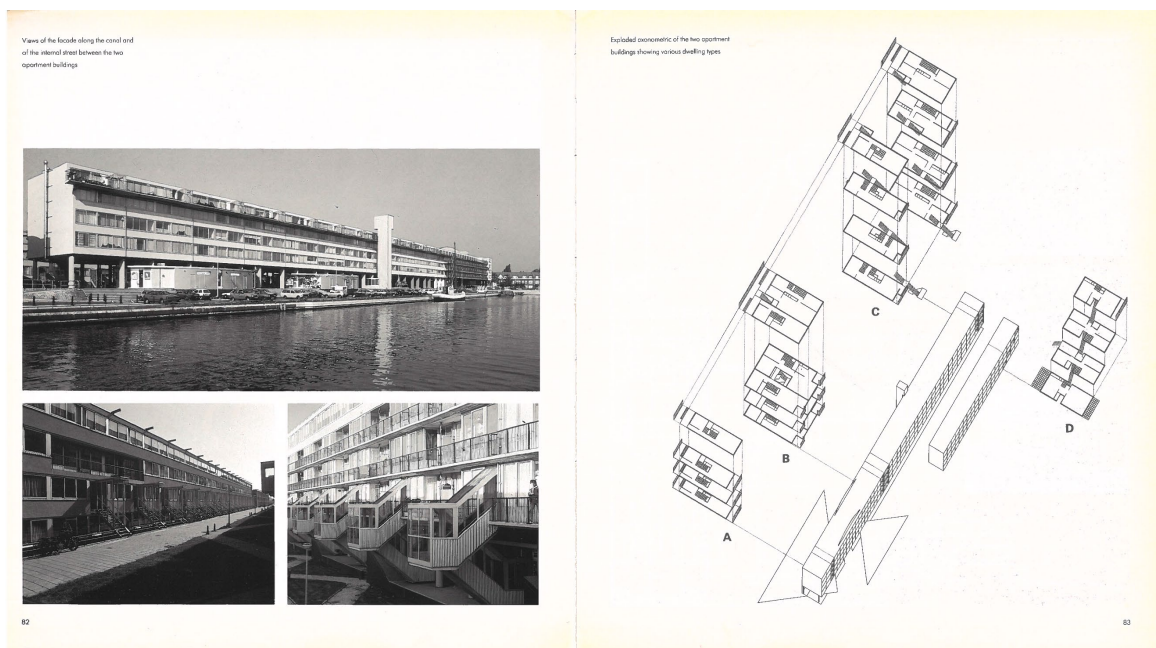 Views of the facade along the canal and
of the internal street between the two
apartment buildings
82
Exploded axonometric of the two apartment
buildings showing various dwelling types
C
D
B
A
83